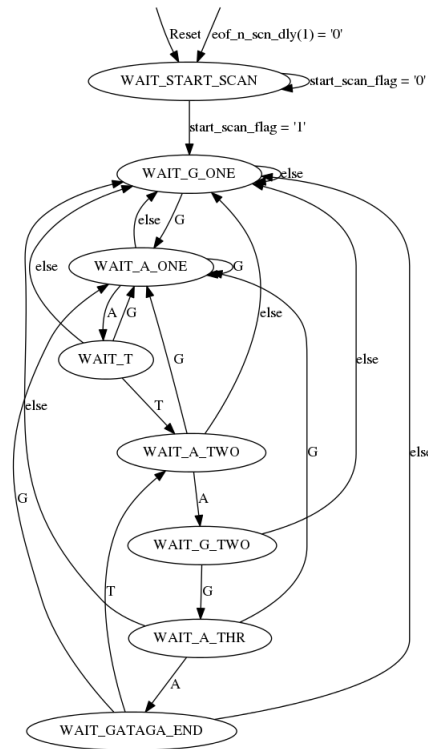 Reset
eof_n_scn_dly(1) = '0'
WAIT_START_SCAN
start_scan_flag = '0'
start_scan_flag = '1'
WAIT_G_ONE
else
else
G
WAIT_A_ONE
G
else
A
G
WAIT_T
G
else
else
T
else
WAIT_A_TWO
else
A
G
WAIT_G_TWO
G
G
T
WAIT_A_THR
A
WAIT_GATAGA_END